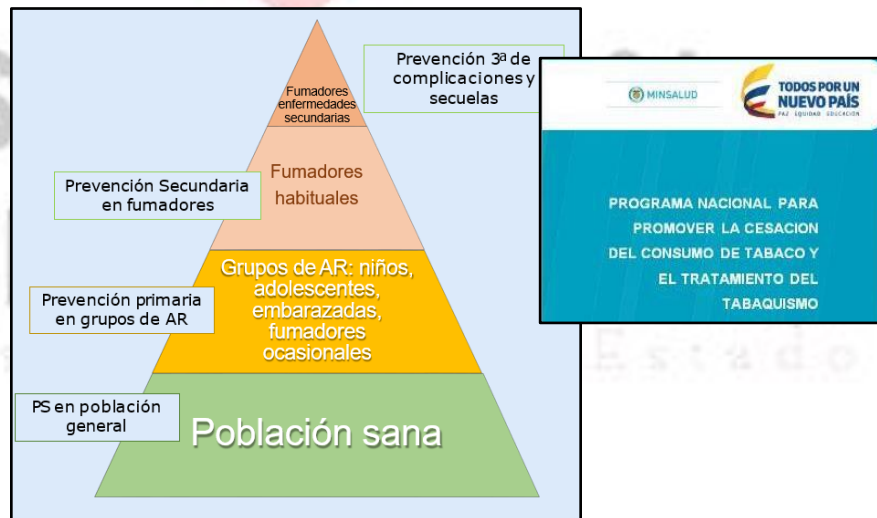 Fumadores
enfermedades
secundarias
Prevención 3ª de
complicaciones y
secuelas
Prevención Secundaria
en fumadores
Fumadores
habituales
Prevención primaria
en grupos de AR
Grupos de AR: niños,
adolescentes,
embarazadas,
fumadores
ocasionales
PS en población
general
Población sana
MINSALUD
TODOS POR UN
NUEVO PAÍS
PAZ EQUIDAD EDUCACIÓN
PROGRAMA NACIONAL PARA
PROMOVER LA CESACION
DEL CONSUMO DE TABACO Y
EL TRATAMIENTO DEL
TABAQUISMO
Estado